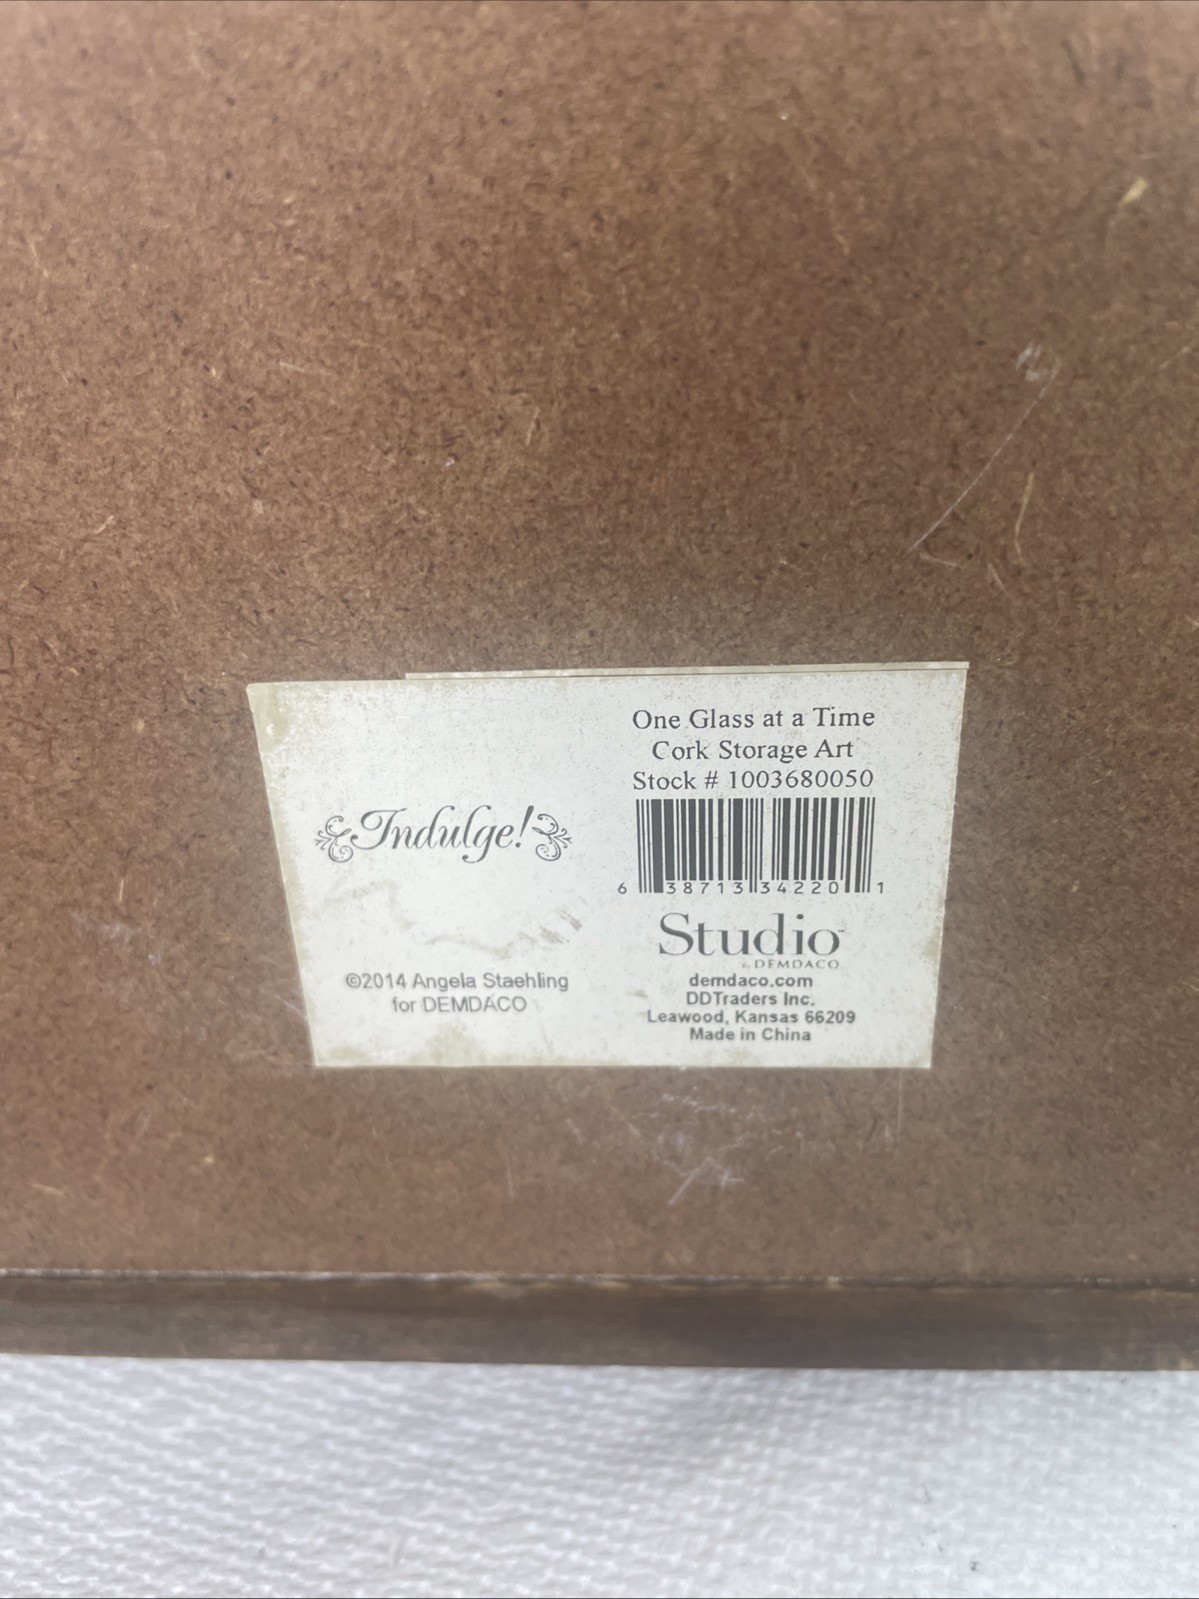 Indulge!
©2014 Angela Staehling
for DEMDACO
One Glass at a Time
Cork Storage Art
Stock # 1003680050
6 38713 34220 1
Studio
by DEMDACO
demdaco.com
DDTraders Inc.
Leawood, Kansas 66209
Made in China